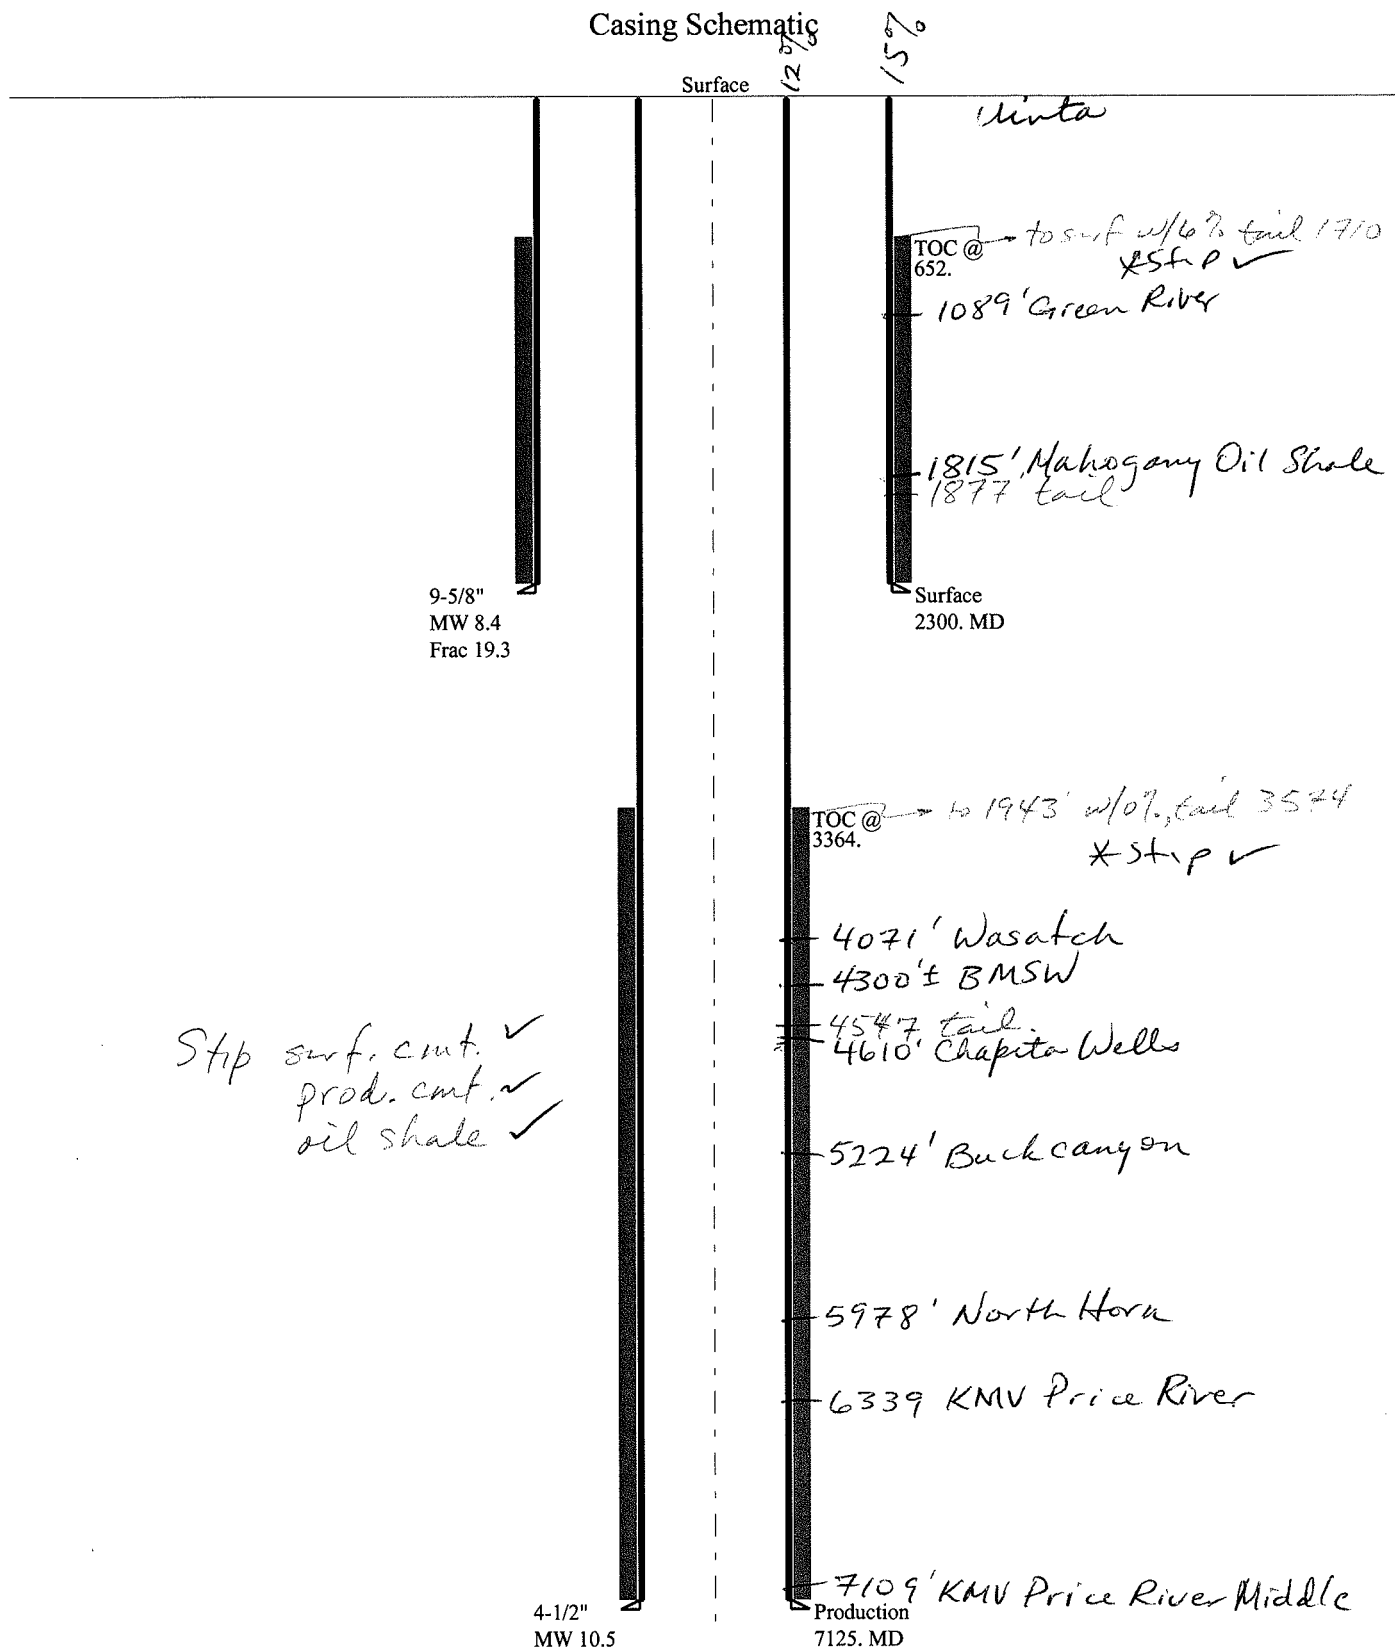 Casing Schematic
12%
15%
Surface
Uinta
TOC @
652.
to surf w/6% tail 1710
*Stip ✓
1089' Green River
1815' Mahogany Oil Shale
1877 tail
9-5/8"
MW 8.4
Frac 19.3
Surface
2300. MD
TOC @
3364.
to 1943' w/0%, tail 3574
*Stip ✓
4071' Wasatch
4300'± BMSW
4547 tail.
4610' Chapita Wells
Stip surf. cmt. ✓
prod. cmt. ✓
oil shale ✓
5224' Buck canyon
5978' North Horn
6339 KMV Price River
7109' KMV Price River Middle
4-1/2"
MW 10.5
Production
7125. MD